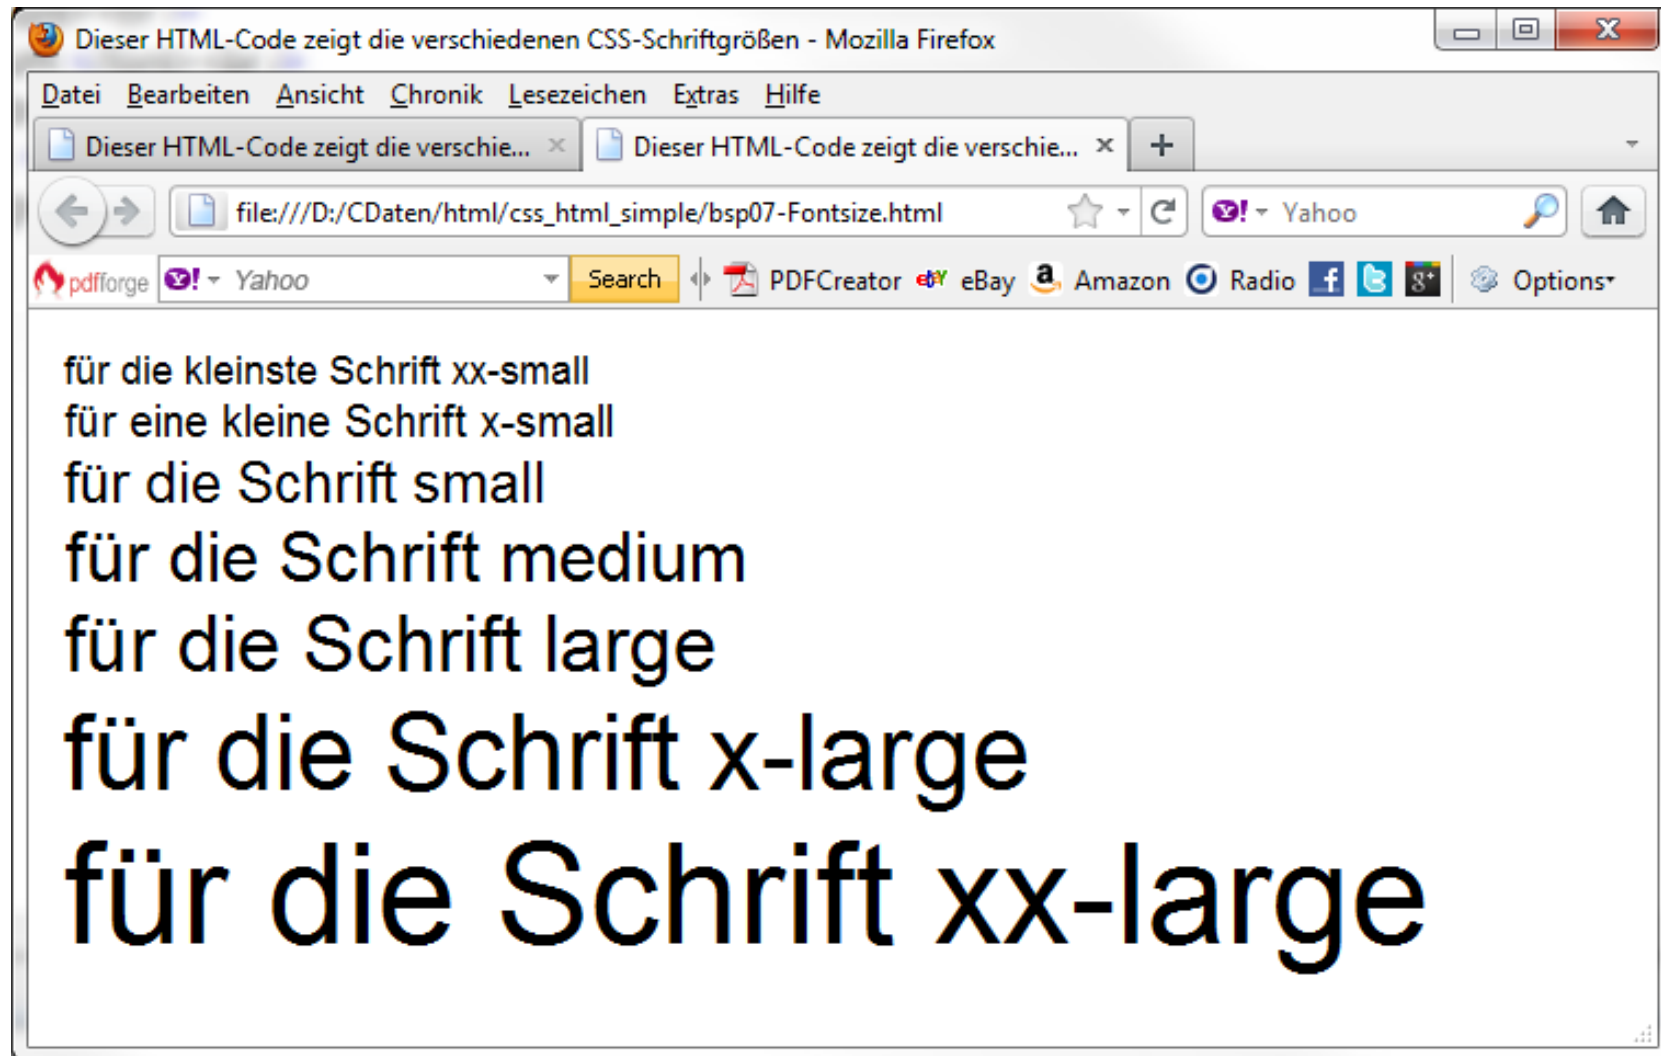 Dieser HTML-Code zeigt die verschiedenen CSS-Schriftgrößen - Mozilla Firefox
Datei Bearbeiten Ansicht Chronik Lesezeichen Extras Hilfe
Dieser HTML-Code zeigt die verschie... Dieser HTML-Code zeigt die verschie...
file:///D:/CDaten/html/css_html_simple/bsp07-Fontsize.html Yahoo
pdfforge Yahoo Search PDFCreator ebY eBay a Amazon Radio f t g+ Options
für die kleinste Schrift xx-small
für eine kleine Schrift x-small
für die Schrift small
für die Schrift medium
für die Schrift large
für die Schrift x-large
für die Schrift xx-large